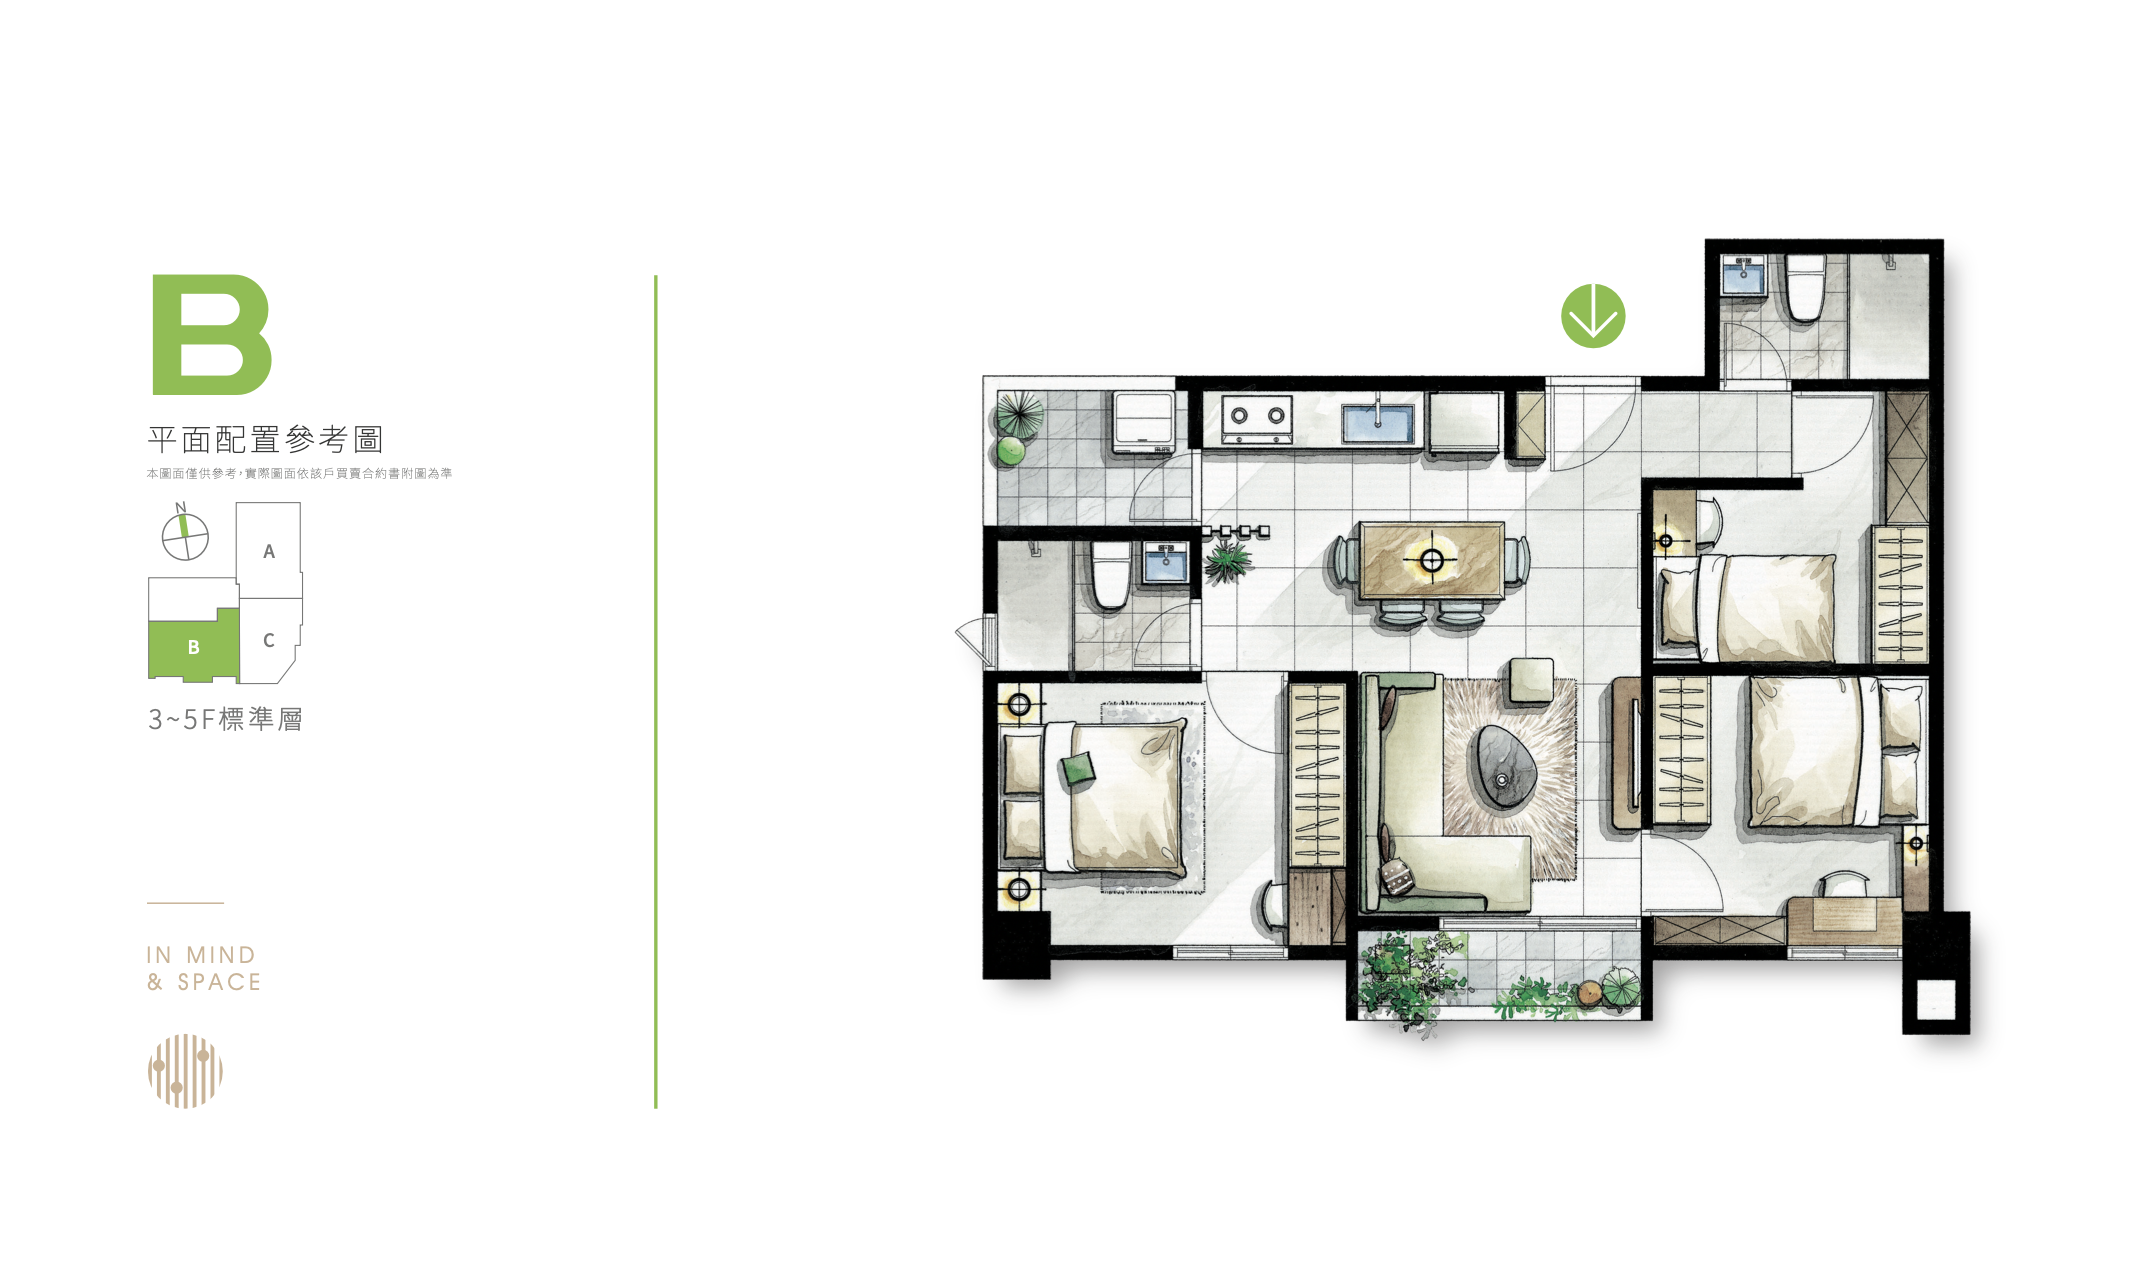 B
平面配置參考圖
本圖面僅供參考，實際圖面依該戶買賣合約書附圖為準
N
A
B
C
3~5F標準層
IN MIND
& SPACE